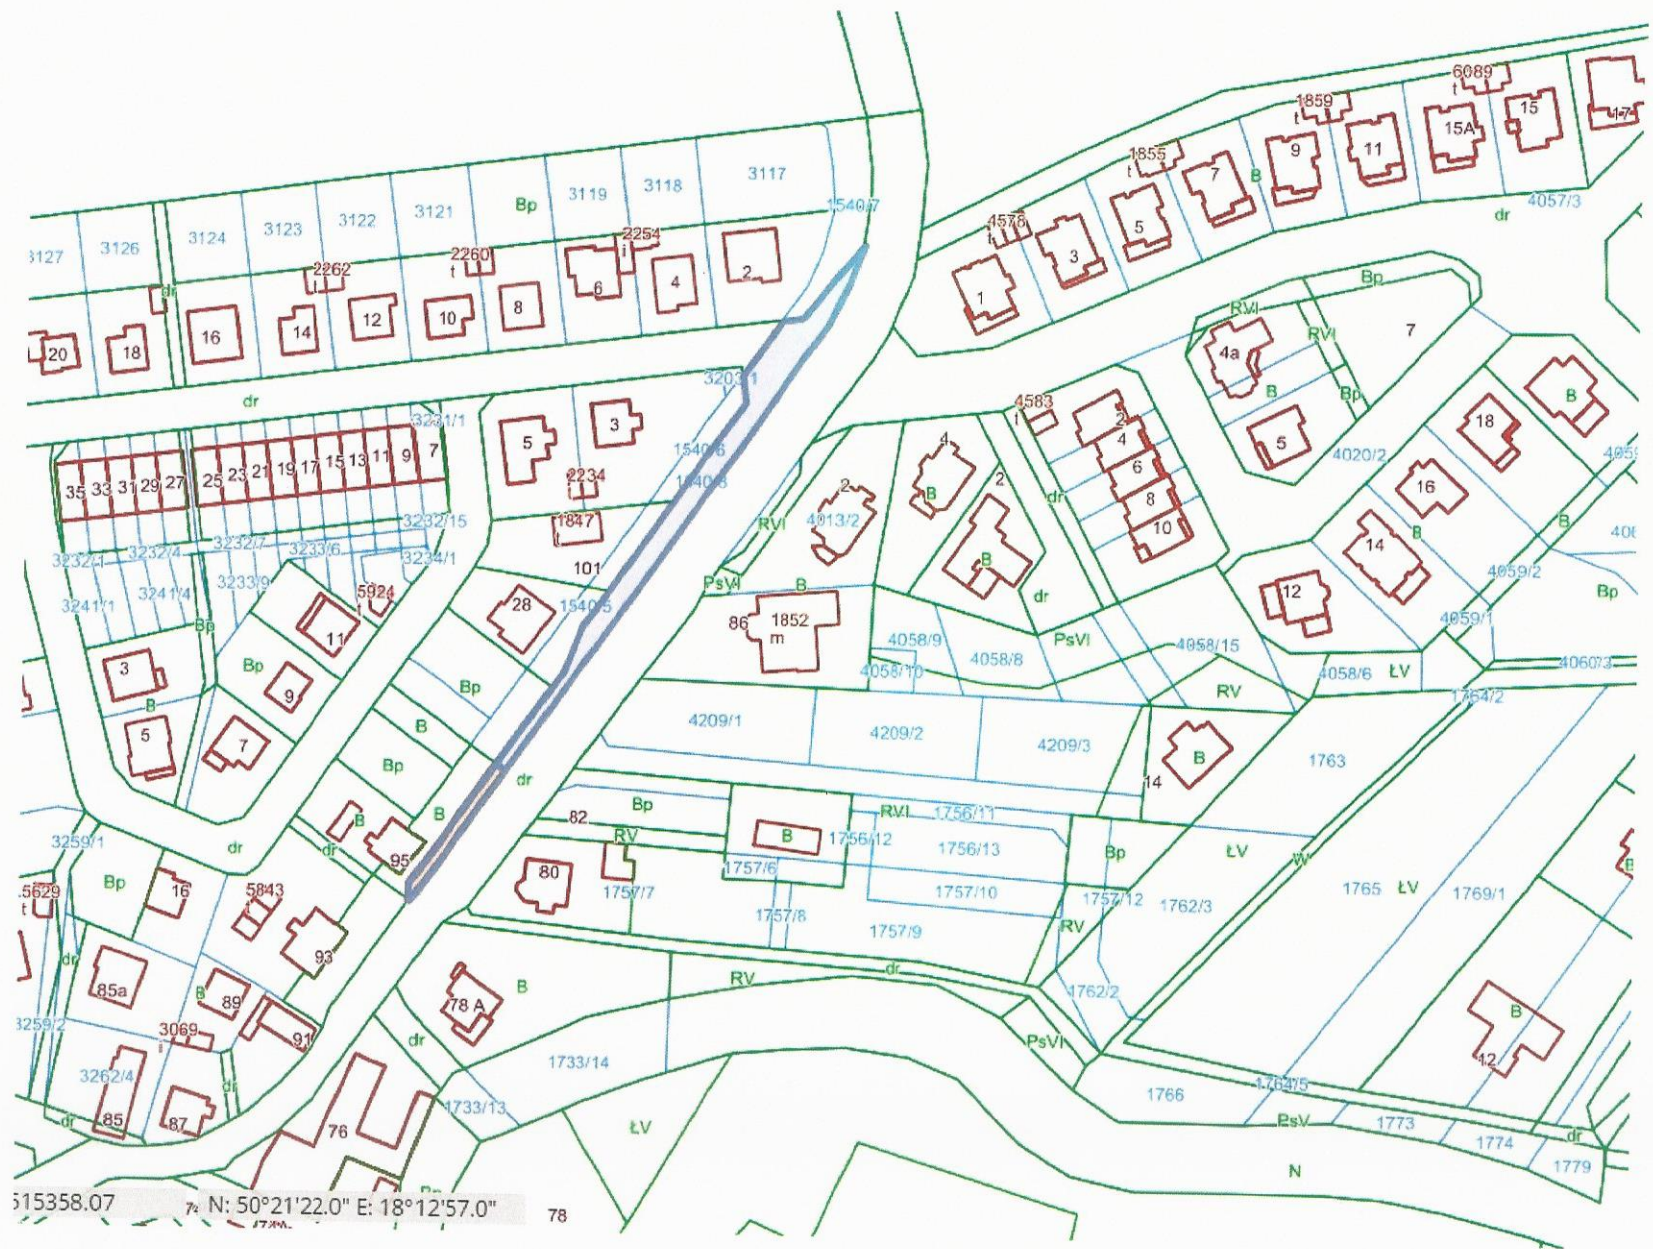 6089
t
17
15
15A
1859
t
11
9
1855
t
7
B
4057/3
dr
5
4578
t
3
1
3117
3118
3119
Bp
3121
3122
3123
3124
3126
3127
1540/7
2254
i
2260
t
2262
dr
2
4
6
8
10
12
14
16
18
20
Bp
RVI
RVI
7
4a
B
Bp
5
4020/2
3203/1
dr
3231/1
3
5
2234
1847
101
1540/6
1540/8
1540/5
28
7
9
11
13
15
17
19
21
23
25
27
29
31
33
35
3232/15
3232/7
3232/4
3232/1
3233/6
3234/1
3233/9
3241/4
3241/1
5924
t
11
9
7
Bp
Bp
3
B
5
4583
t
2
4
6
8
10
dr
4
B
2
B
dr
2
4013/2
RVI
PsVI
B
86
1852
m
18
B
16
B
14
12
B
4059/2
4059/1
Bp
4060/3
4058/9
4058/10
4058/8
PsVI
4058/15
4058/6
ŁV
RV
1764/2
4209/1
4209/2
4209/3
B
14
1763
Bp
B
Bp
B
dr
B
95
dr
dr
3259/1
Bp
16
5843
t
93
5629
t
dr
85a
B
89
91
3069
i
3259/2
3262/4
85
87
dr
dr
Bp
82
RV
80
1757/7
B
1757/6
1757/8
1756/12
RVI
1756/11
1756/13
1757/10
1757/9
Bp
ŁV
W
1757/12
RV
1762/3
1762/2
1765
ŁV
1769/1
B
B
12
78 A
B
RV
dr
dr
PsVI
1733/14
1733/13
76
ŁV
1766
1764/5
PsV
1773
1774
1779
dr
N
515358.07
N: 50°21'22.0" E: 18°12'57.0"
78